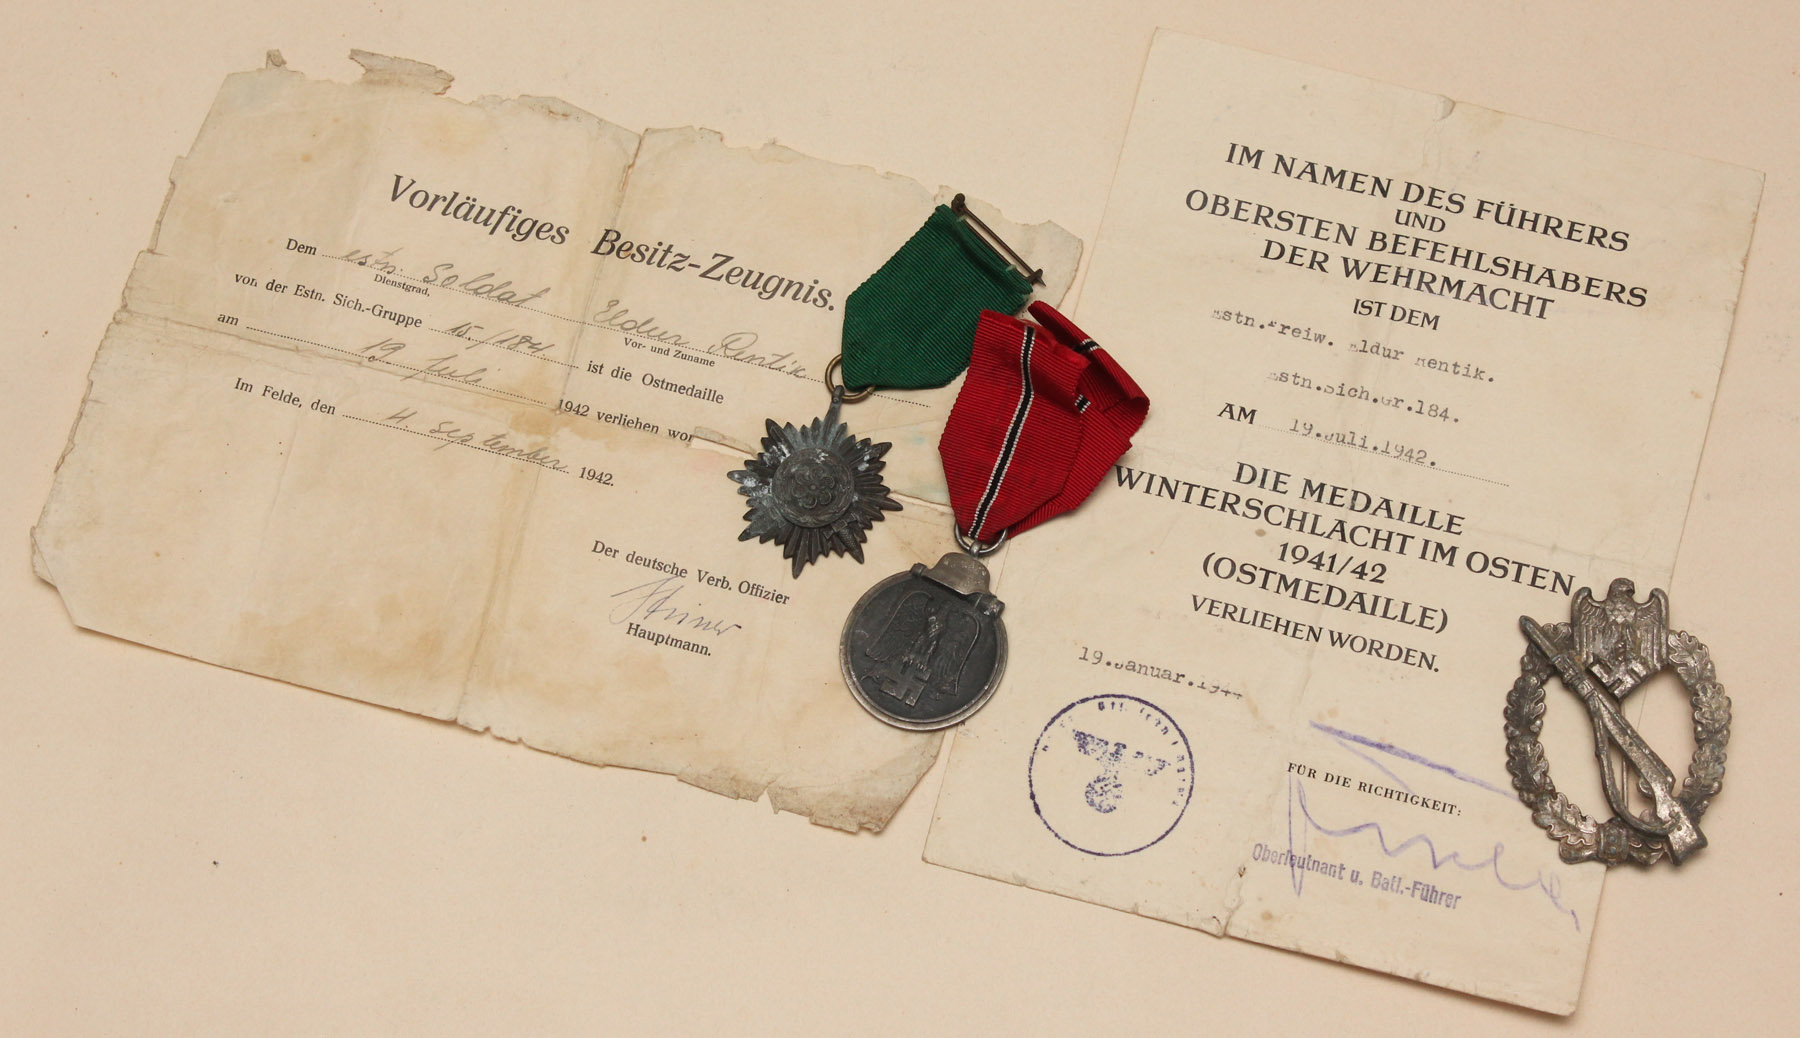 Vorläufiges Besitz-Zeugnis.
Dem estn. Soldat Eldur Rentik
Dienstgrad, Vor- und Zuname
von der Estn. Sich.-Gruppe 15./184 ist die Ostmedaille
am 19 Juli 1942 verliehen wor
Im Felde, den 4. September 1942.
Der deutsche Verb. Offizier
Hauptmann.
IM NAMEN DES FÜHRERS
UND
OBERSTEN BEFEHLSHABERS
DER WEHRMACHT
IST DEM
Estn.Freiw. Eldur Rentik.
Estn.Sich.Gr.184.
AM 19.Juli.1942.
DIE MEDAILLE
WINTERSCHLACHT IM OSTEN
1941/42
(OSTMEDAILLE)
VERLIEHEN WORDEN.
19.Januar.1944
FÜR DIE RICHTIGKEIT:
Oberleutnant u. Batl.-Führer